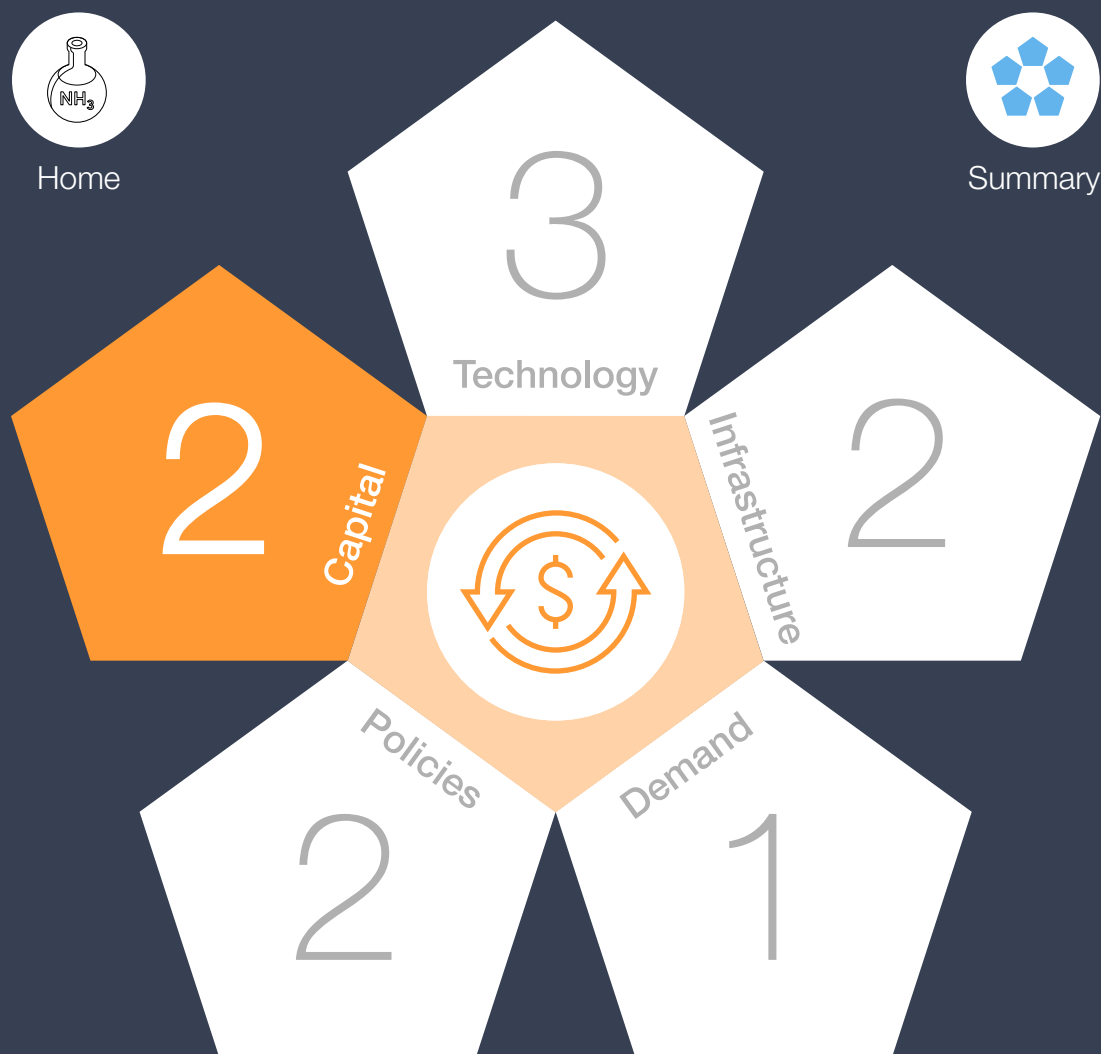 NH₃
Home
Summary
3
Technology
2
Capital
2
Infrastructure
$
Policies
2
Demand
1